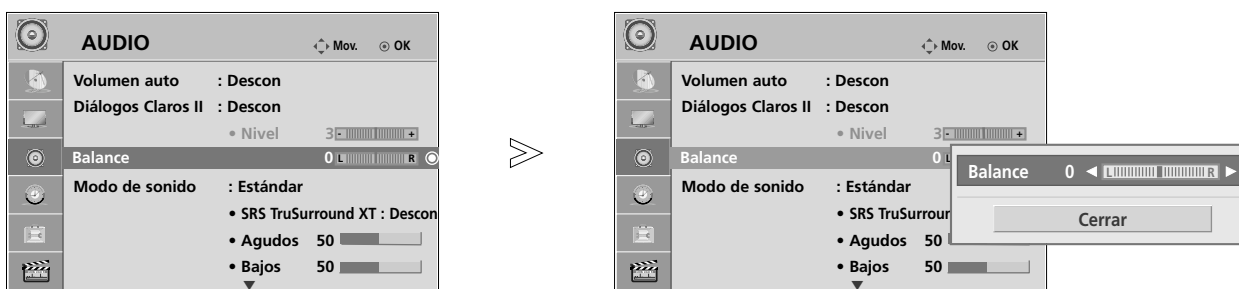 AUDIO Mov. OK
Volumen auto : Descon
Diálogos Claros II : Descon
• Nivel 3 - +
Balance 0 L R
Modo de sonido : Estándar
• SRS TruSurround XT : Descon
• Agudos 50
• Bajos 50
AUDIO Mov. OK
Volumen auto : Descon
Diálogos Claros II : Descon
• Nivel 3 - +
Balance 0 L
Modo de sonido : Estándar
• SRS TruSurroun
• Agudos 50
• Bajos 50
Balance 0 L R
Cerrar